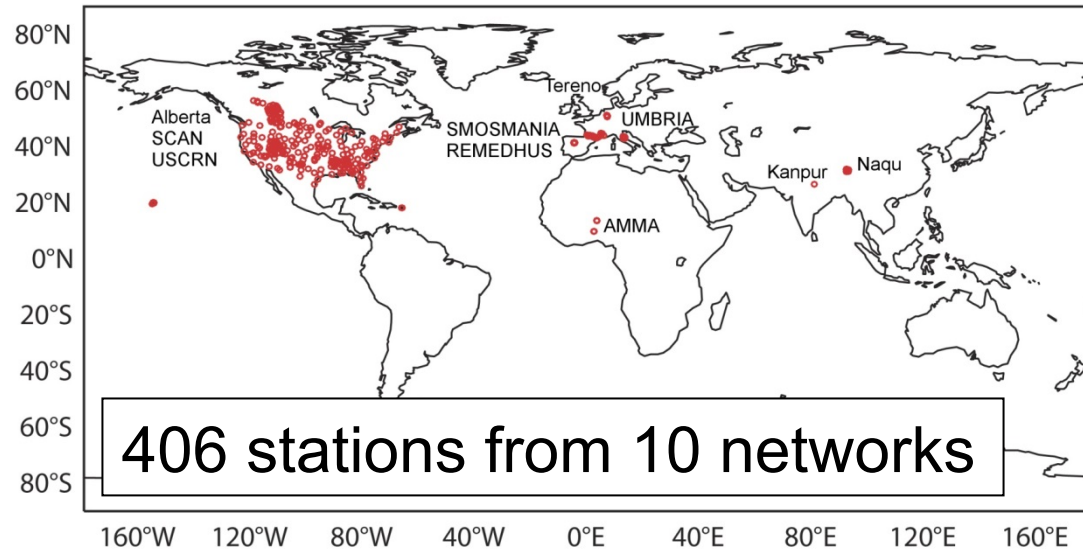 80°N
60°N
40°N
20°N
0°N
20°S
40°S
60°S
80°S
Alberta
SCAN
USCRN
Tereno
SMOSMANIA
REMEDHUS
UMBRIA
AMMA
Kanpur
Naqu
406 stations from 10 networks
160°W 120°W 80°W 40°W 0°E 40°E 80°E 120°E 160°E